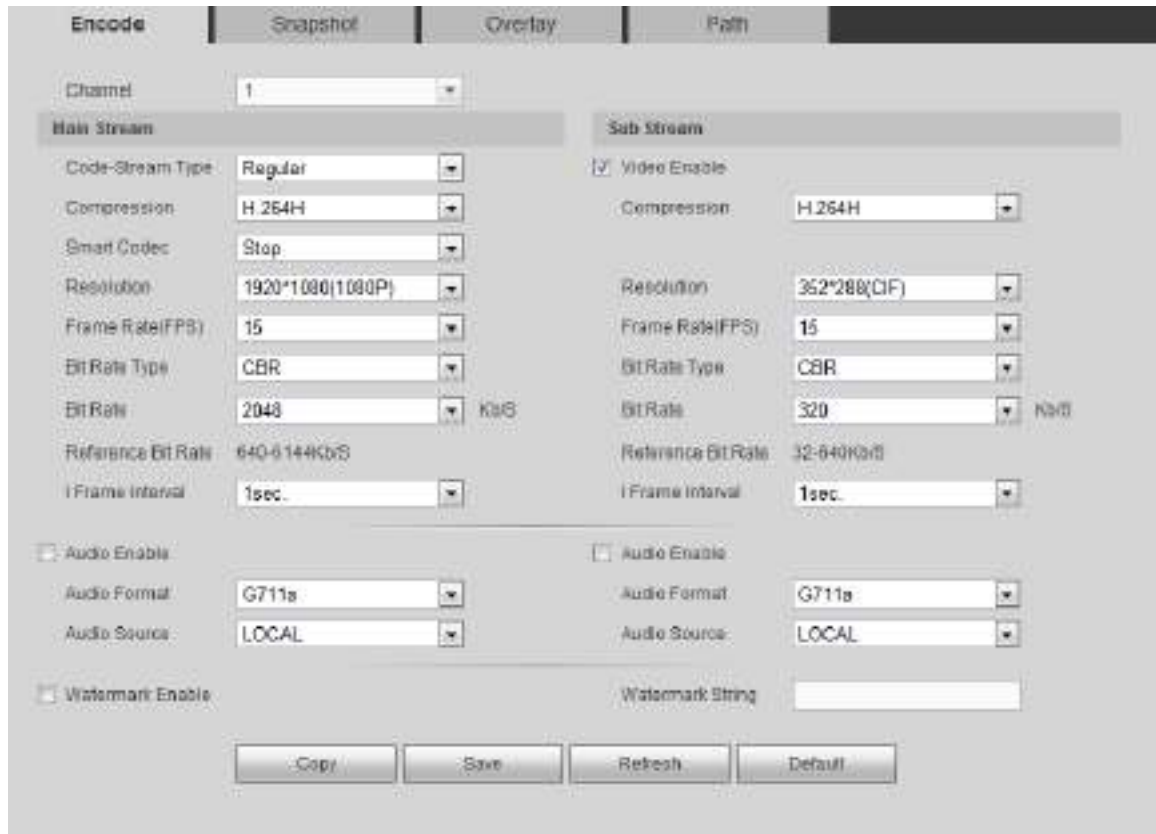 Encode Snapshot Overlay Path
Channel 1
Main Stream Sub Stream
Code-Stream Type Regular Video Enable
Compression H.264H Compression H.264H
Smart Codec Stop
Resolution 1920*1080(1080P) Resolution 352*288(CIF)
Frame Rate(FPS) 15 Frame Rate(FPS) 15
Bit Rate Type CBR Bit Rate Type CBR
Bit Rate 2048 Kb/S Bit Rate 320 Kb/S
Reference Bit Rate 640-6144Kb/S Reference Bit Rate 32-640Kb/S
I Frame Interval 1sec. I Frame Interval 1sec.
Audio Enable Audio Enable
Audio Format G711a Audio Format G711a
Audio Source LOCAL Audio Source LOCAL
Watermark Enable Watermark String
Copy Save Refresh Default